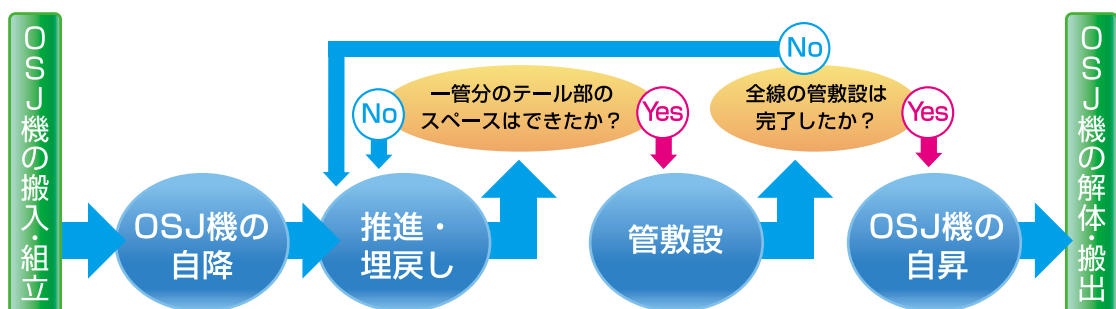 OSJ機の搬入・組立
OSJ機の
自降
推進・
埋戻し
No
一管分のテール部の
スペースはできたか？
Yes
管敷設
No
全線の管敷設は
完了したか？
Yes
OSJ機の
自昇
OSJ機の解体・搬出